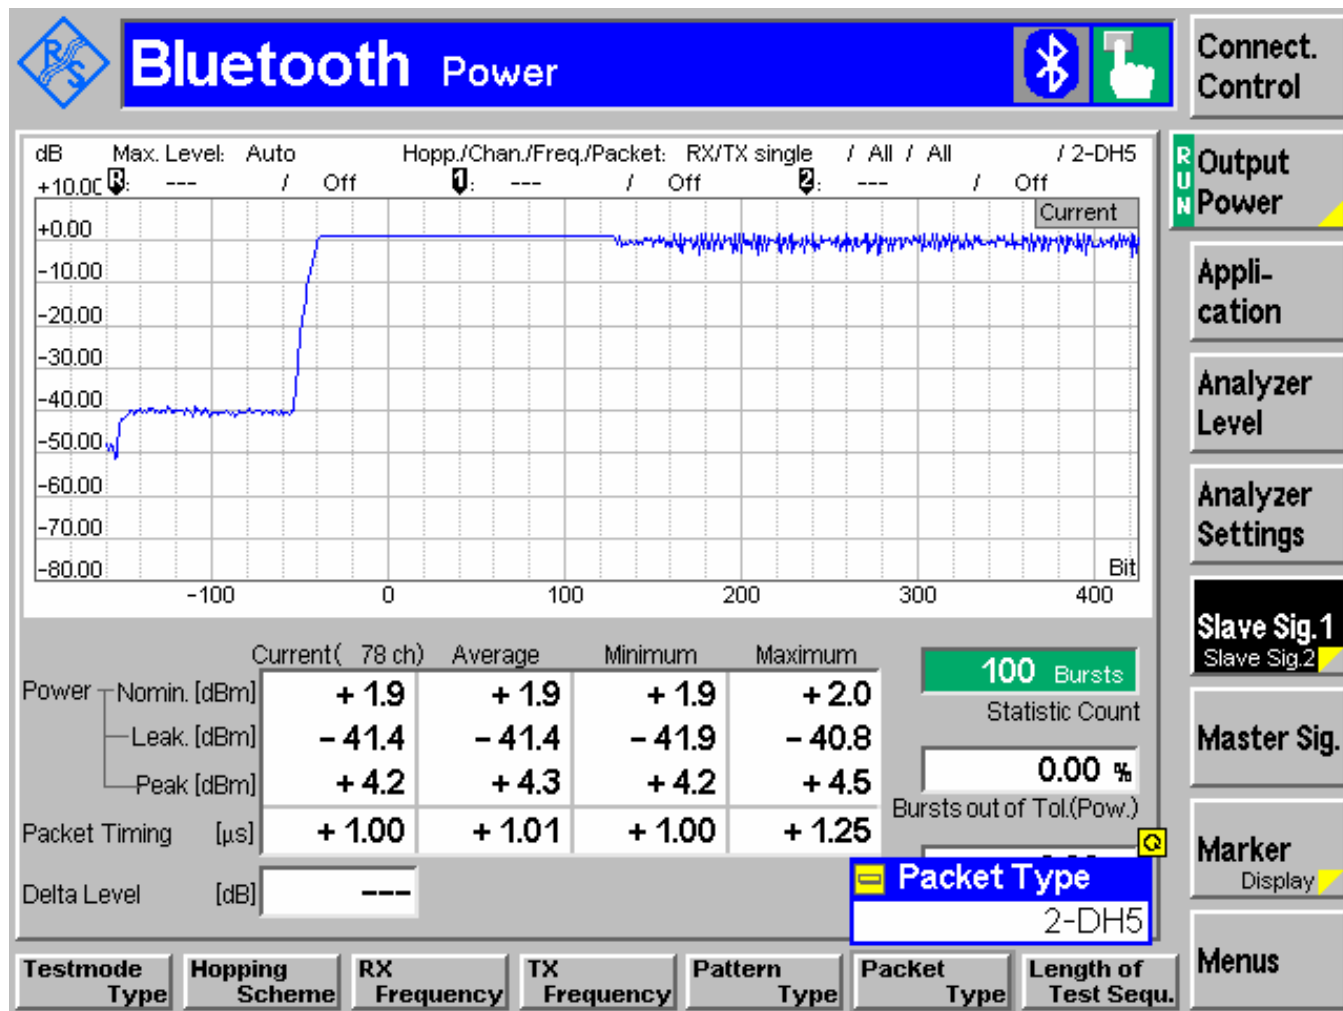 R S
Bluetooth Power
Connect.
Control
dB Max. Level: Auto Hopp./Chan./Freq./Packet: RX/TX single / All / All / 2-DH5
+10.00 R: --- / Off 1: --- / Off 2: --- / Off
Current
+0.00
-10.00
-20.00
-30.00
-40.00
-50.00
-60.00
-70.00
-80.00
Bit
-100 0 100 200 300 400
RUN
Output
Power
Appli-
cation
Analyzer
Level
Analyzer
Settings
Slave Sig.1
Slave Sig.2
Master Sig.
Marker
Display
Menus
Current( 78 ch) Average Minimum Maximum
Power Nomin. [dBm] + 1.9 + 1.9 + 1.9 + 2.0
Leak. [dBm] - 41.4 - 41.4 - 41.9 - 40.8
Peak [dBm] + 4.2 + 4.3 + 4.2 + 4.5
Packet Timing [µs] + 1.00 + 1.01 + 1.00 + 1.25
Delta Level [dB] ---
100 Bursts
Statistic Count
0.00 %
Bursts out of Tol.(Pow.)
Packet Type
2-DH5
Testmode
Type
Hopping
Scheme
RX
Frequency
TX
Frequency
Pattern
Type
Packet
Type
Length of
Test Sequ.